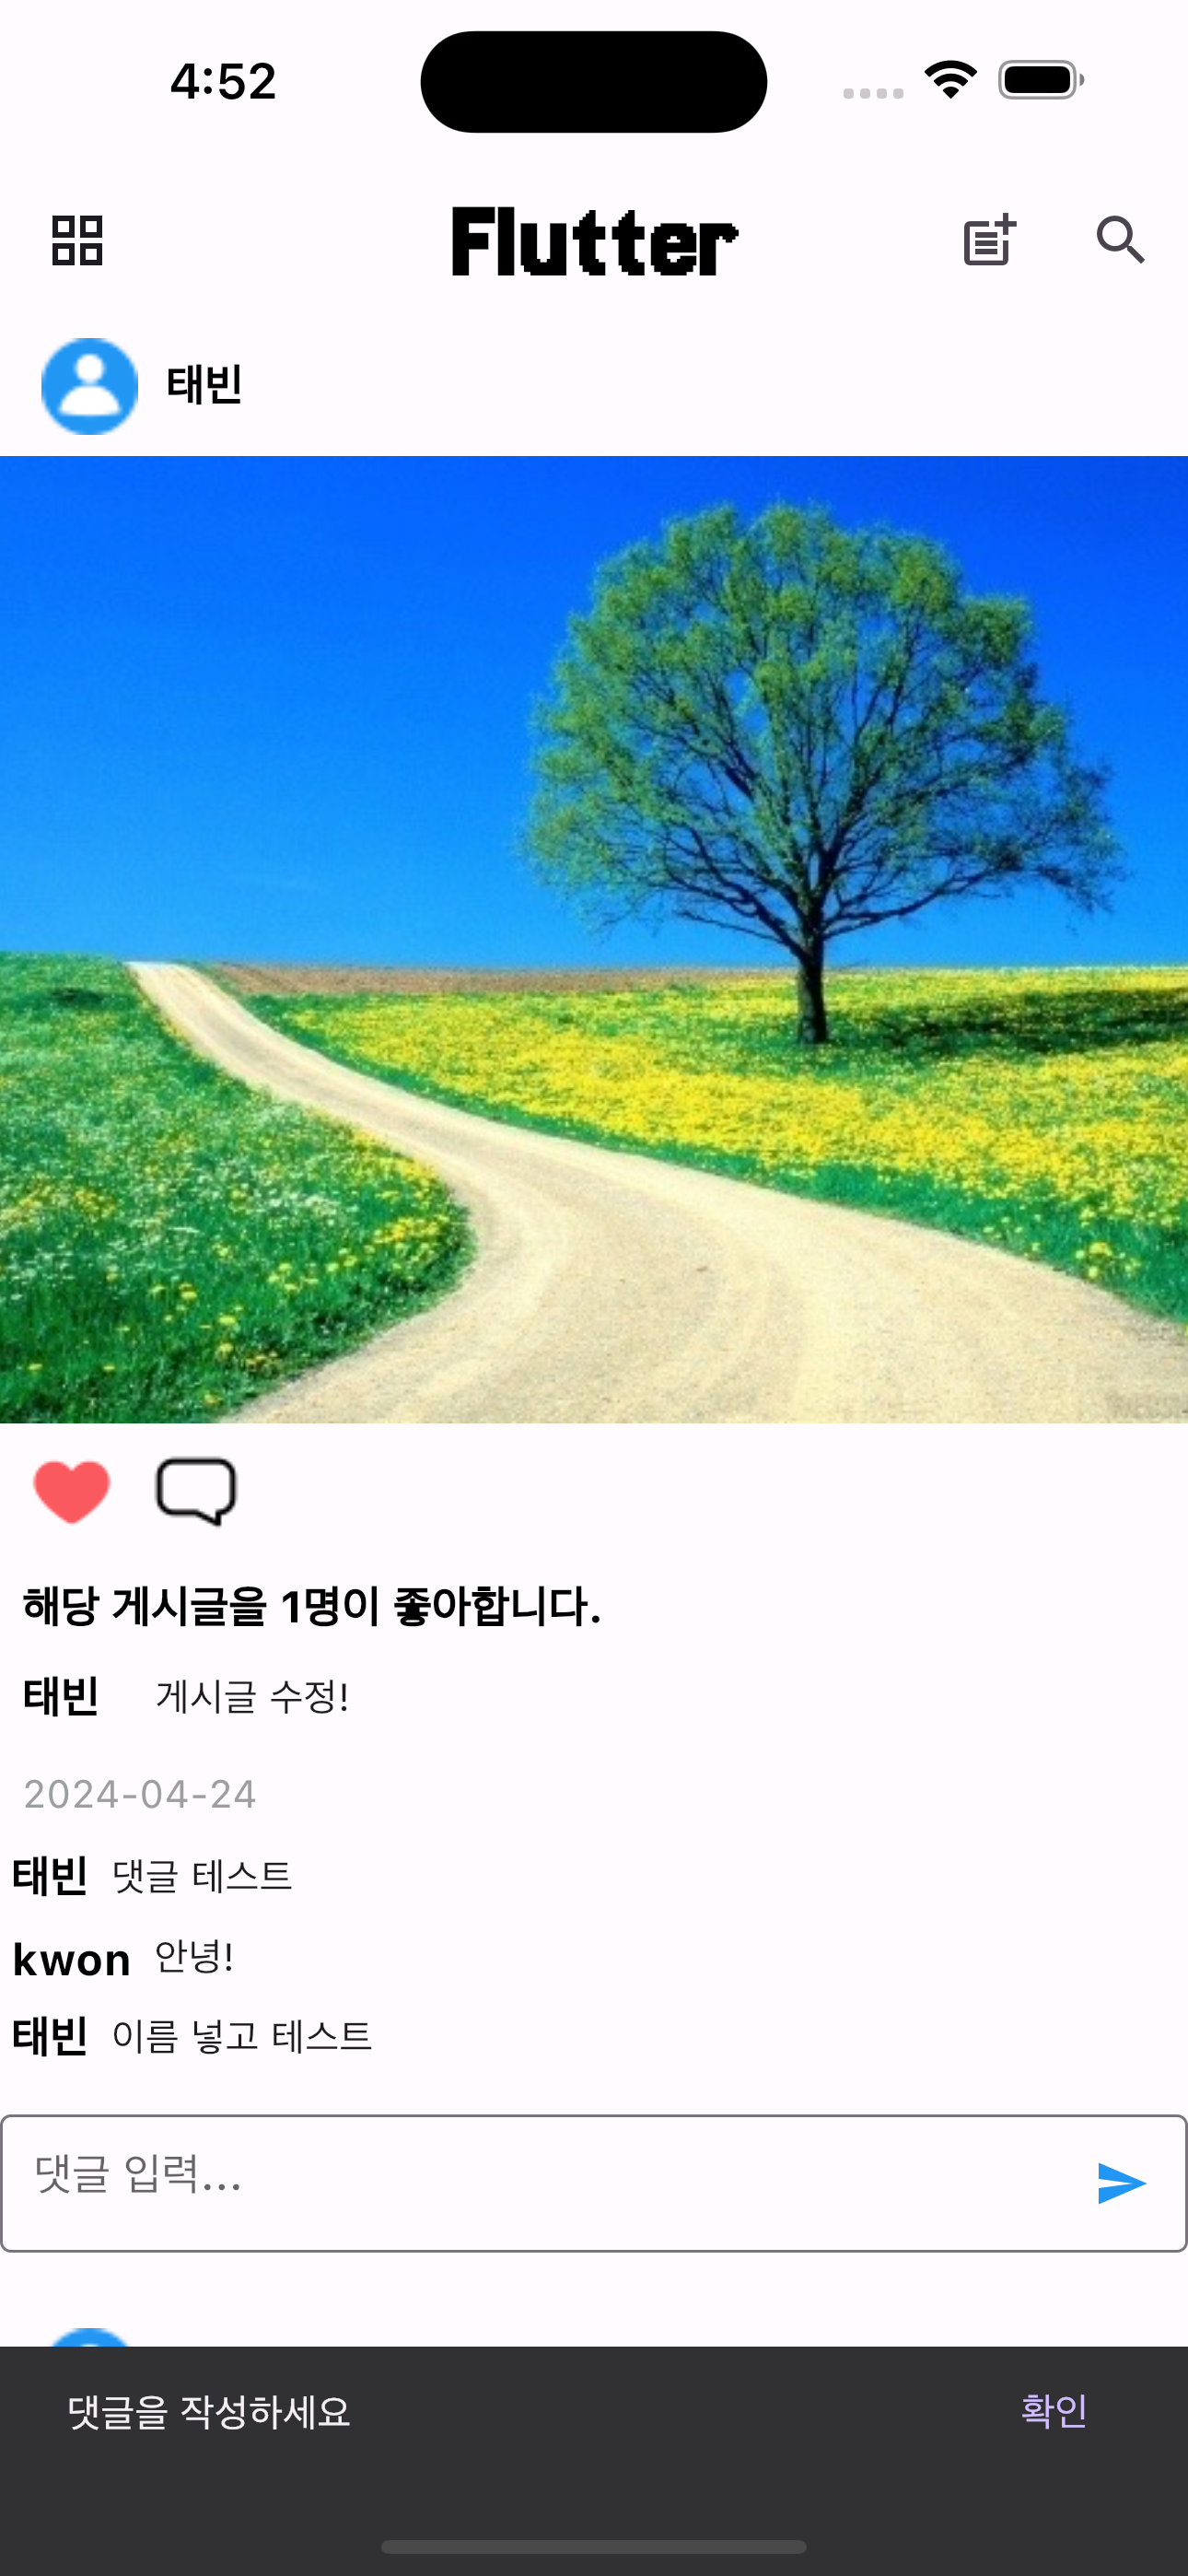 4:52
Flutter
태빈
해당 게시글을 1명이 좋아합니다.
태빈 게시글 수정!
2024-04-24
태빈 댓글 테스트
kwon 안녕!
태빈 이름 넣고 테스트
댓글 입력...
댓글을 작성하세요 확인